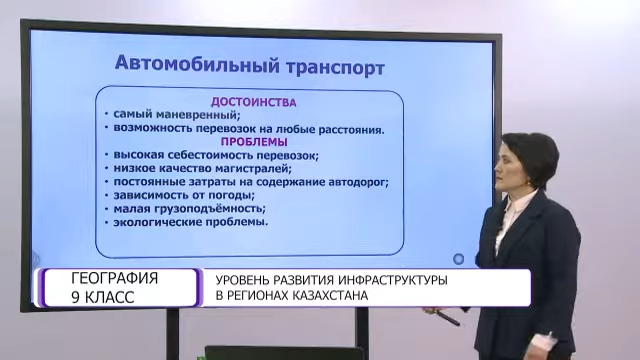 Автомобильный транспорт
ДОСТОИНСТВА
• самый маневренный;
• возможность перевозок на любые расстояния.
ПРОБЛЕМЫ
• высокая себестоимость перевозок;
• низкое качество магистралей;
• постоянные затраты на содержание автодорог;
• зависимость от погоды;
• малая грузоподъёмность;
• экологические проблемы.
ГЕОГРАФИЯ
9 КЛАСС
УРОВЕНЬ РАЗВИТИЯ ИНФРАСТРУКТУРЫ
В РЕГИОНАХ КАЗАХСТАНА